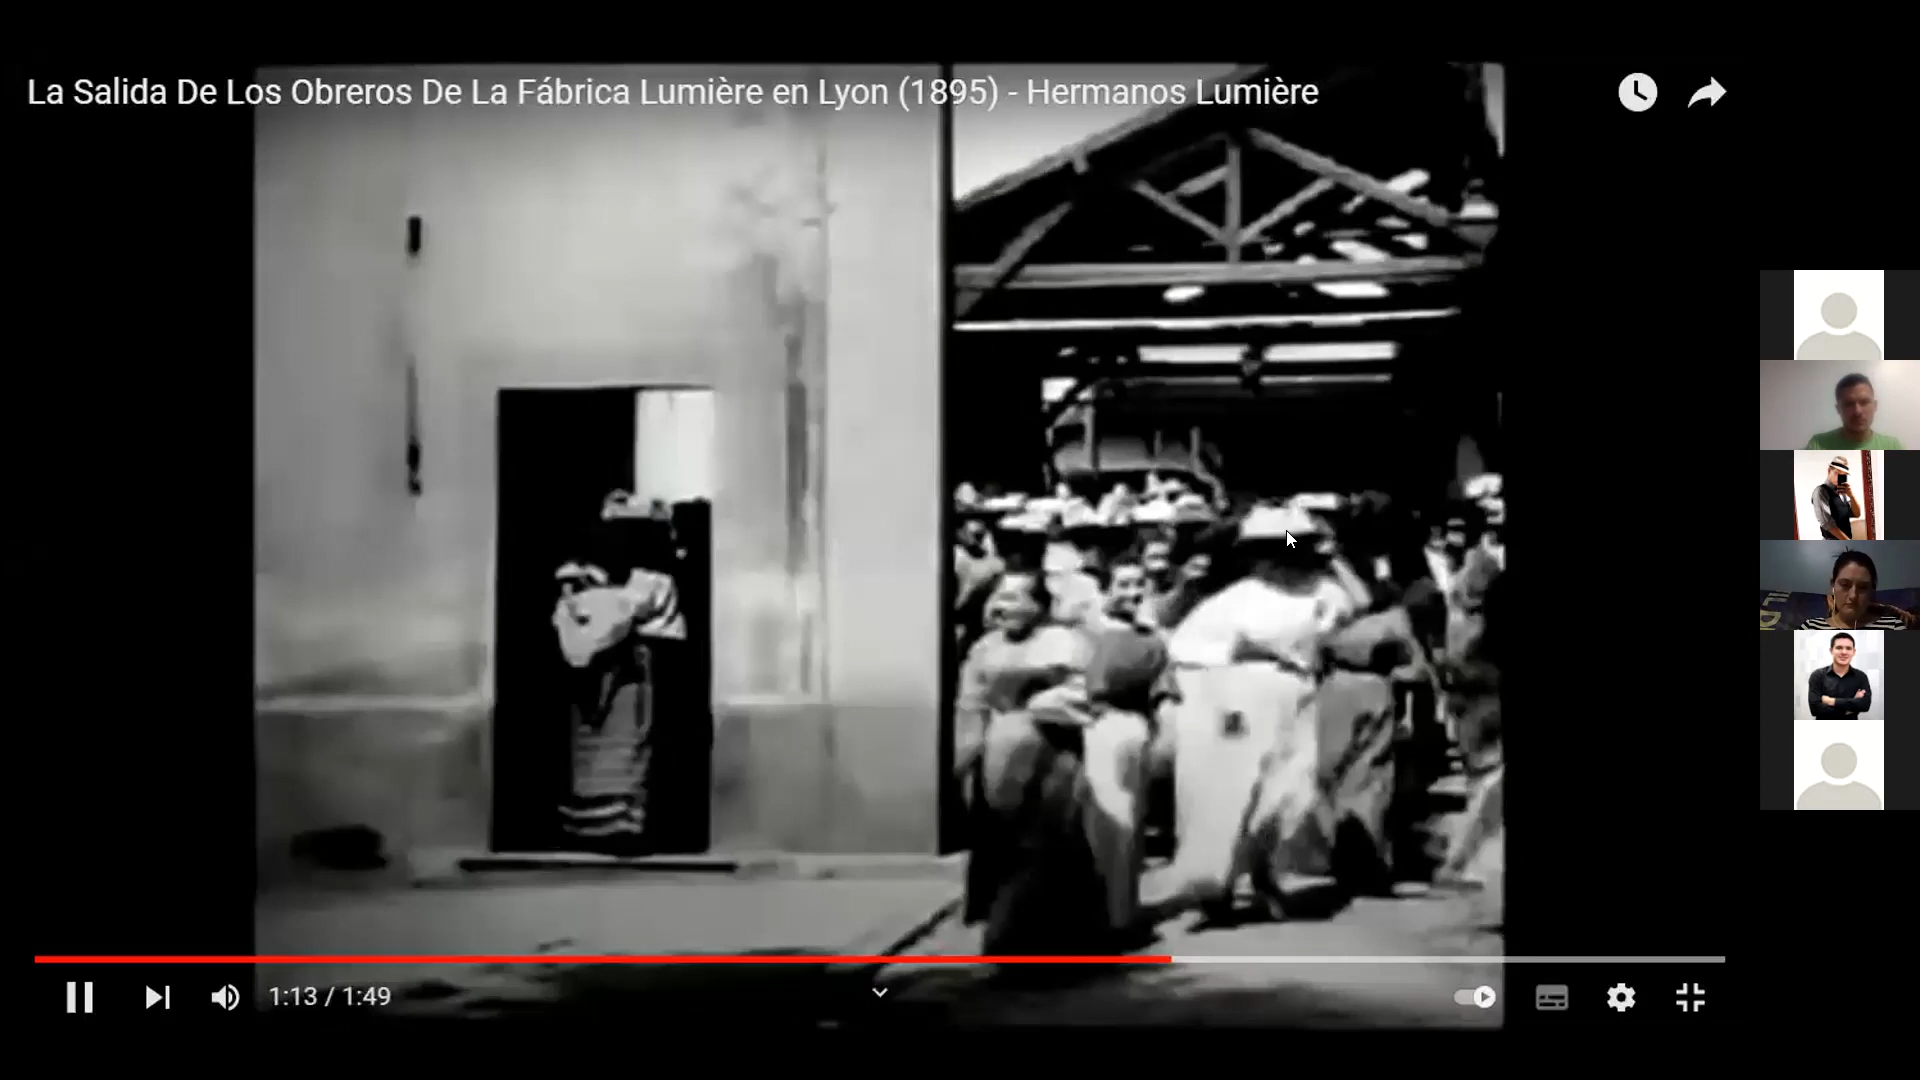 La Salida De Los Obreros De La Fábrica Lumière en Lyon (1895) - Hermanos Lumière
1:13 / 1:49